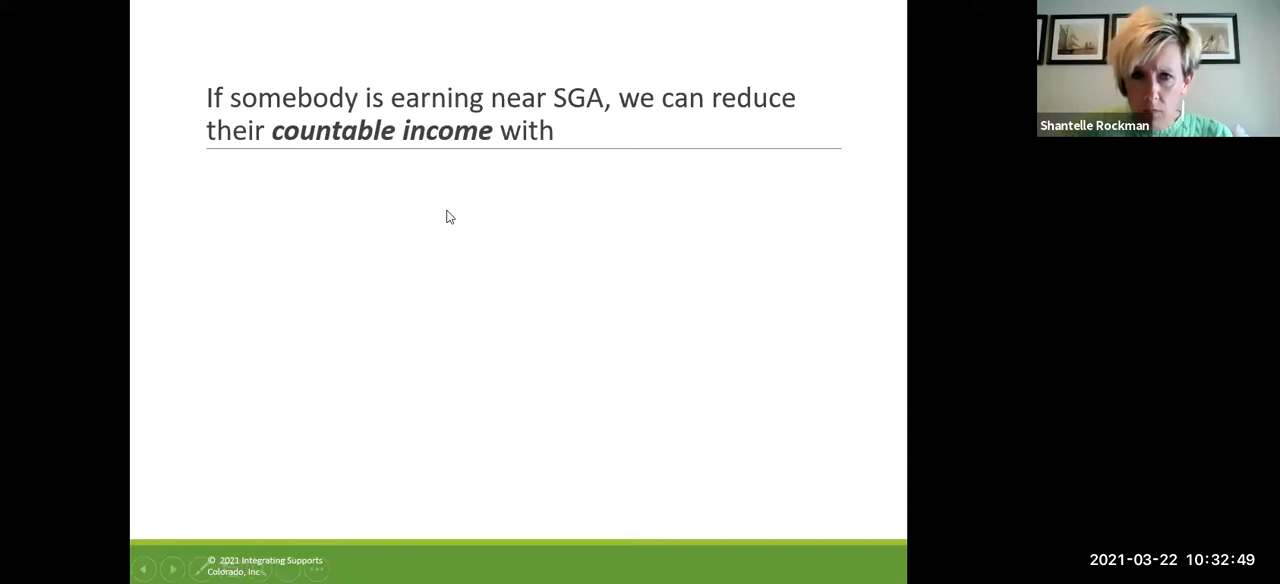 If somebody is earning near SGA, we can reduce
their countable income with
Shantelle Rockman
© 2021 Integrating Supports
Colorado, Inc
2021-03-22 10:32:49